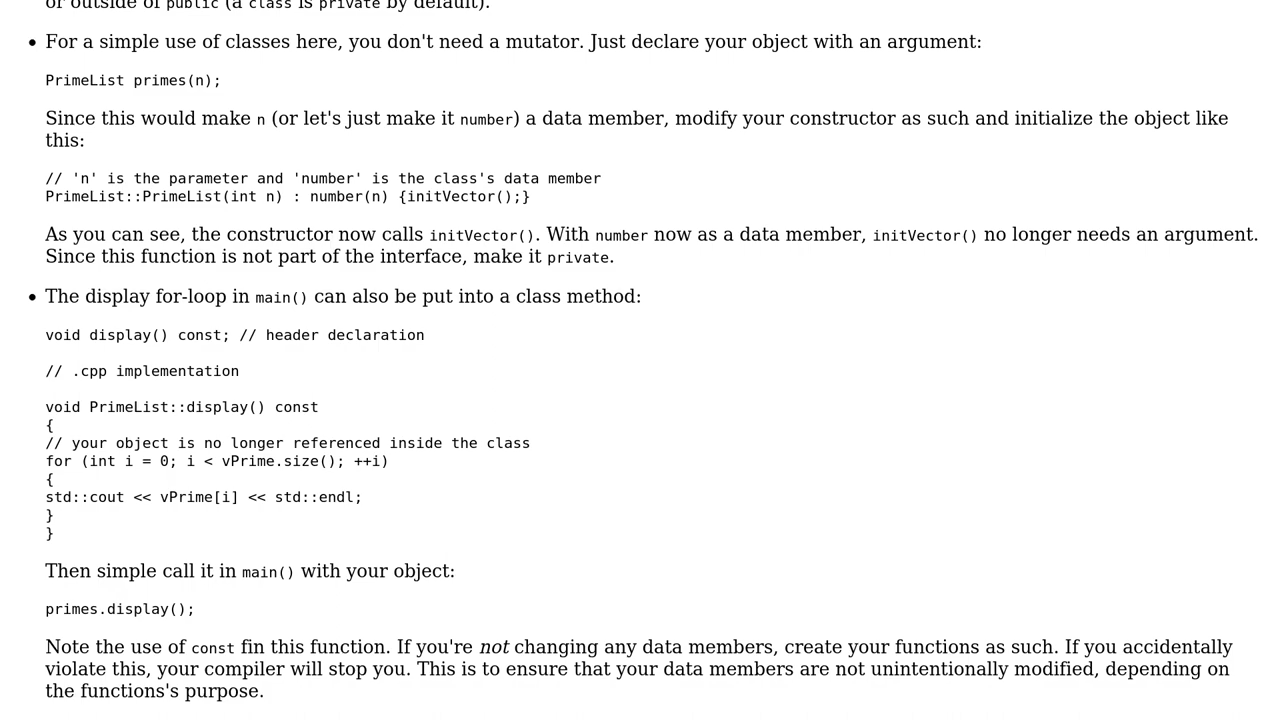 or outside of public (a class is private by default).
• For a simple use of classes here, you don't need a mutator. Just declare your object with an argument:
PrimeList primes(n);
Since this would make n (or let's just make it number) a data member, modify your constructor as such and initialize the object like
this:
// 'n' is the parameter and 'number' is the class's data member
PrimeList::PrimeList(int n) : number(n) {initVector();}
As you can see, the constructor now calls initVector(). With number now as a data member, initVector() no longer needs an argument.
Since this function is not part of the interface, make it private.
• The display for-loop in main() can also be put into a class method:
void display() const; // header declaration
// .cpp implementation
void PrimeList::display() const
{
// your object is no longer referenced inside the class
for (int i = 0; i < vPrime.size(); ++i)
{
std::cout << vPrime[i] << std::endl;
}
}
Then simple call it in main() with your object:
primes.display();
Note the use of const fin this function. If you're not changing any data members, create your functions as such. If you accidentally
violate this, your compiler will stop you. This is to ensure that your data members are not unintentionally modified, depending on
the functions's purpose.